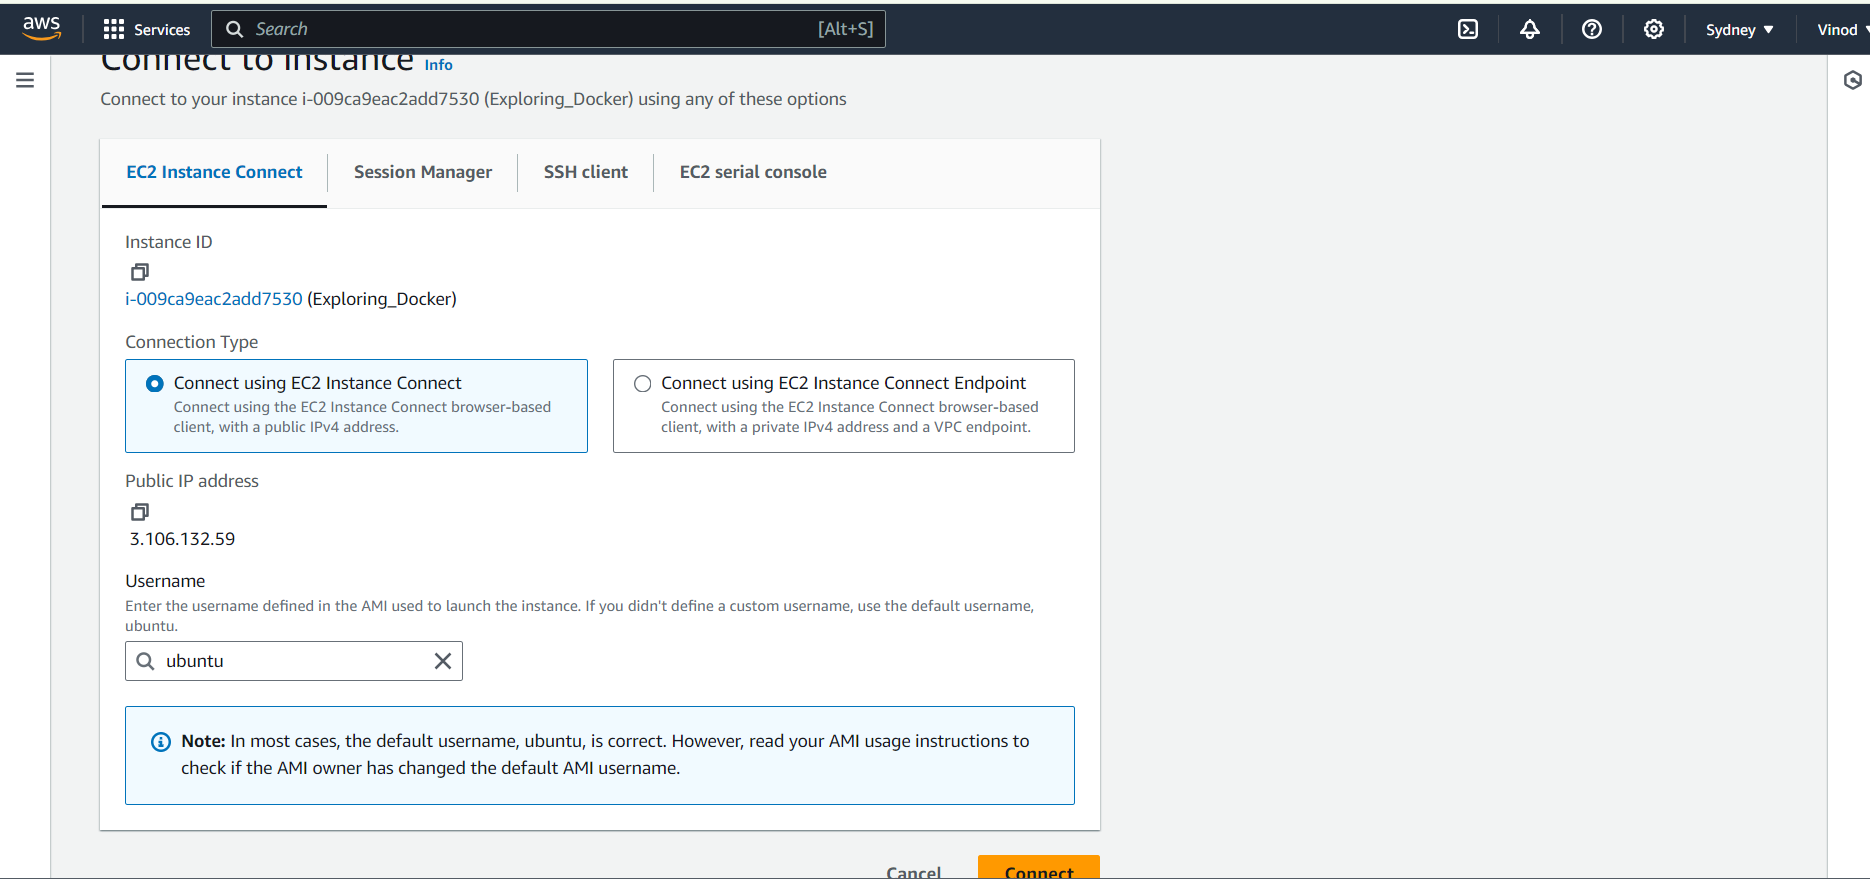 aws Services Search [Alt+S] Sydney Vinod
Connect to instance Info
Connect to your instance i-009ca9eac2add7530 (Exploring_Docker) using any of these options
EC2 Instance Connect Session Manager SSH client EC2 serial console
Instance ID
i-009ca9eac2add7530 (Exploring_Docker)
Connection Type
Connect using EC2 Instance Connect
Connect using the EC2 Instance Connect browser-based
client, with a public IPv4 address.
Connect using EC2 Instance Connect Endpoint
Connect using the EC2 Instance Connect browser-based
client, with a private IPv4 address and a VPC endpoint.
Public IP address
3.106.132.59
Username
Enter the username defined in the AMI used to launch the instance. If you didn't define a custom username, use the default username,
ubuntu.
ubuntu
Note: In most cases, the default username, ubuntu, is correct. However, read your AMI usage instructions to
check if the AMI owner has changed the default AMI username.
Cancel Connect